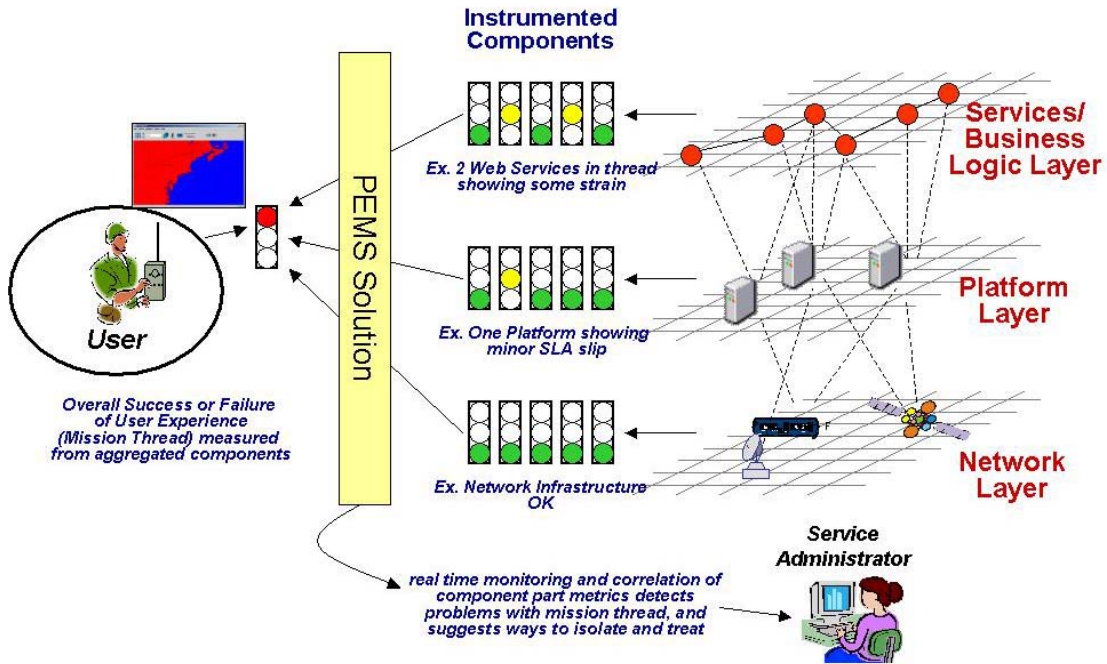 Instrumented
Components
Services/
Business
Logic Layer
Ex. 2 Web Services in thread
showing some strain
PEMS Solution
Platform
Layer
Ex. One Platform showing
minor SLA slip
User
Overall Success or Failure
of User Experience
(Mission Thread) measured
from aggregated components
F
Network
Layer
Ex. Network Infrastructure
OK
Service
Administrator
real time monitoring and correlation of
component part metrics detects
problems with mission thread, and
suggests ways to isolate and treat